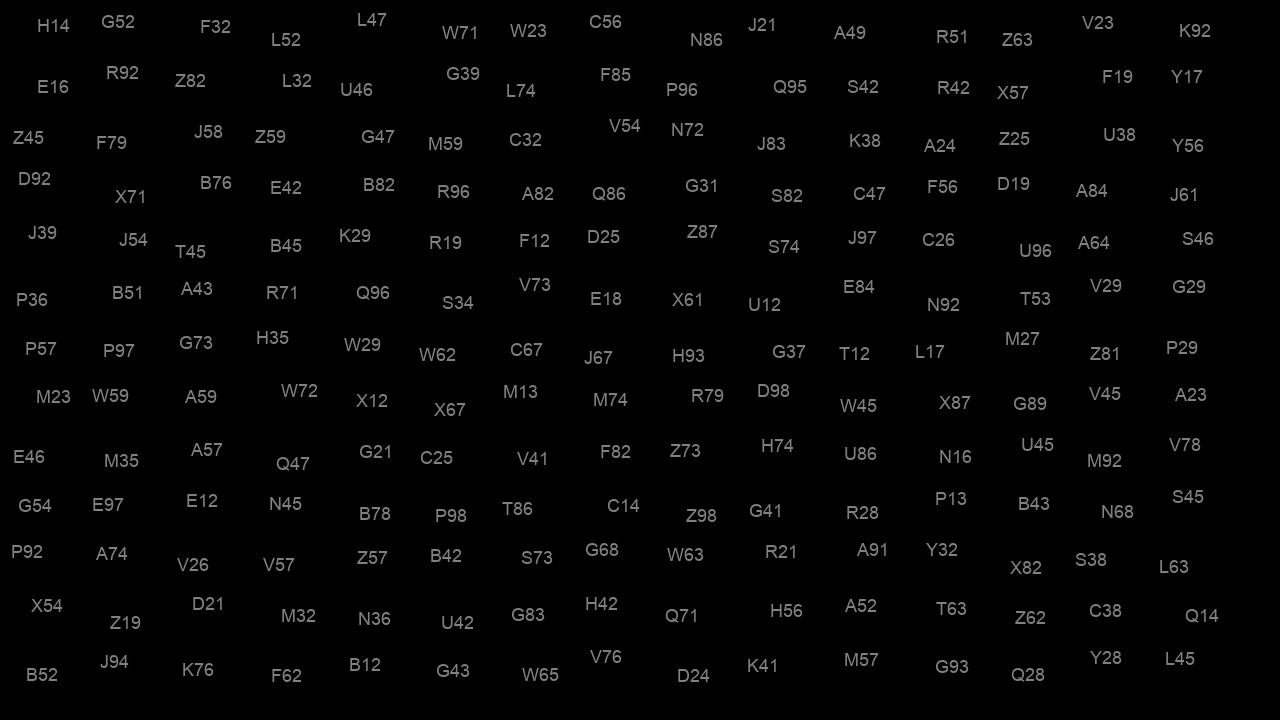 H14 G52 F32 L52 L47 W71 W23 C56 N86 J21 A49 R51 Z63 V23 K92
E16 R92 Z82 L32 U46 G39 L74 F85 P96 Q95 S42 R42 X57 F19 Y17
Z45 F79 J58 Z59 G47 M59 C32 V54 N72 J83 K38 A24 Z25 U38 Y56
D92 X71 B76 E42 B82 R96 A82 Q86 G31 S82 C47 F56 D19 A84 J61
J39 J54 T45 B45 K29 R19 F12 D25 Z87 S74 J97 C26 U96 A64 S46
P36 B51 A43 R71 Q96 S34 V73 E18 X61 U12 E84 N92 T53 V29 G29
P57 P97 G73 H35 W29 W62 C67 J67 H93 G37 T12 L17 M27 Z81 P29
M23 W59 A59 W72 X12 X67 M13 M74 R79 D98 W45 X87 G89 V45 A23
E46 M35 A57 Q47 G21 C25 V41 F82 Z73 H74 U86 N16 U45 M92 V78
G54 E97 E12 N45 B78 P98 T86 C14 Z98 G41 R28 P13 B43 N68 S45
P92 A74 V26 V57 Z57 B42 S73 G68 W63 R21 A91 Y32 X82 S38 L63
X54 Z19 D21 M32 N36 U42 G83 H42 Q71 H56 A52 T63 Z62 C38 Q14
B52 J94 K76 F62 B12 G43 W65 V76 D24 K41 M57 G93 Q28 Y28 L45